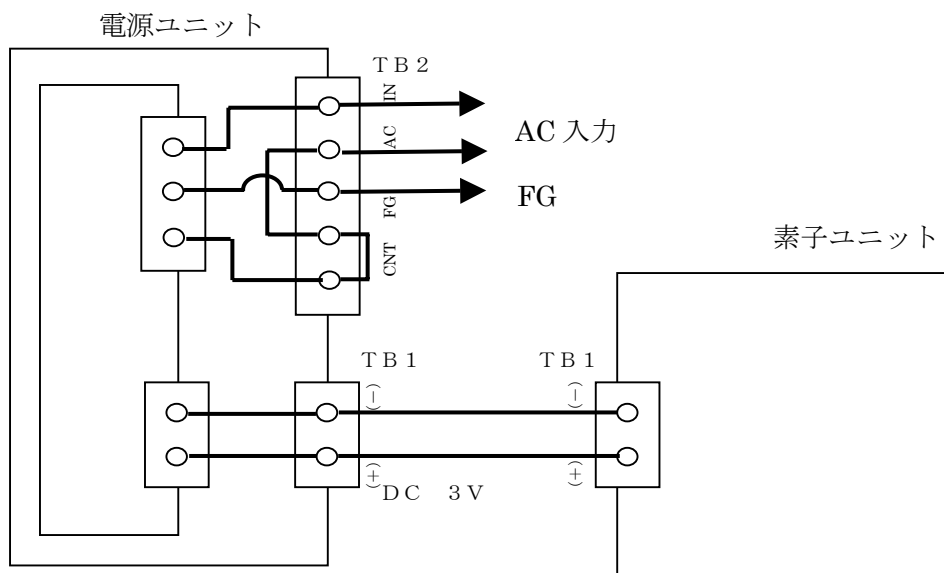 電源ユニット
ＴＢ２
IN
AC
AC 入力
FG
FG
CNT
素子ユニット
ＴＢ１
ＴＢ１
(－)
(－)
(＋)
(＋)
ＤＣ　３Ｖ